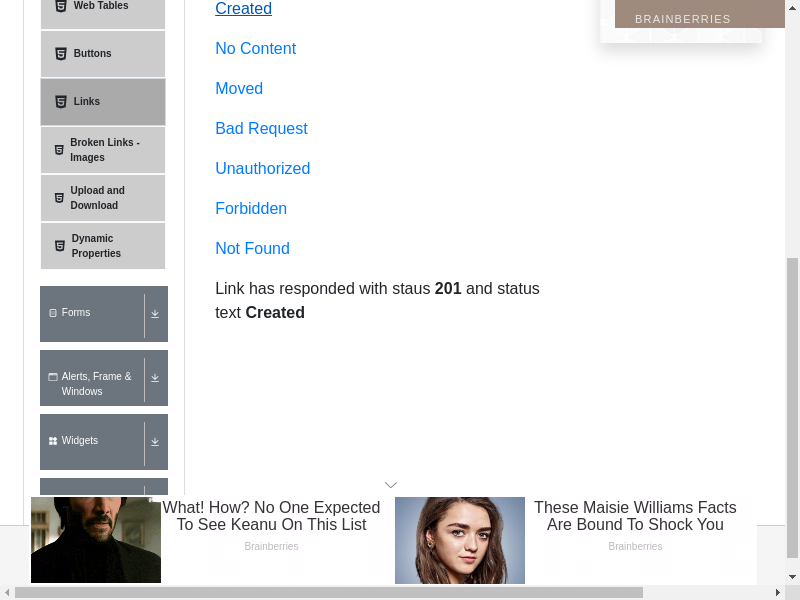 Web Tables
Buttons
Links
Broken Links -
Images
Upload and
Download
Dynamic
Properties
Forms
Alerts, Frame &
Windows
Widgets
Created
No Content
Moved
Bad Request
Unauthorized
Forbidden
Not Found
Link has responded with staus 201 and status
text Created
BRAINBERRIES
What! How? No One Expected
To See Keanu On This List
Brainberries
These Maisie Williams Facts
Are Bound To Shock You
Brainberries